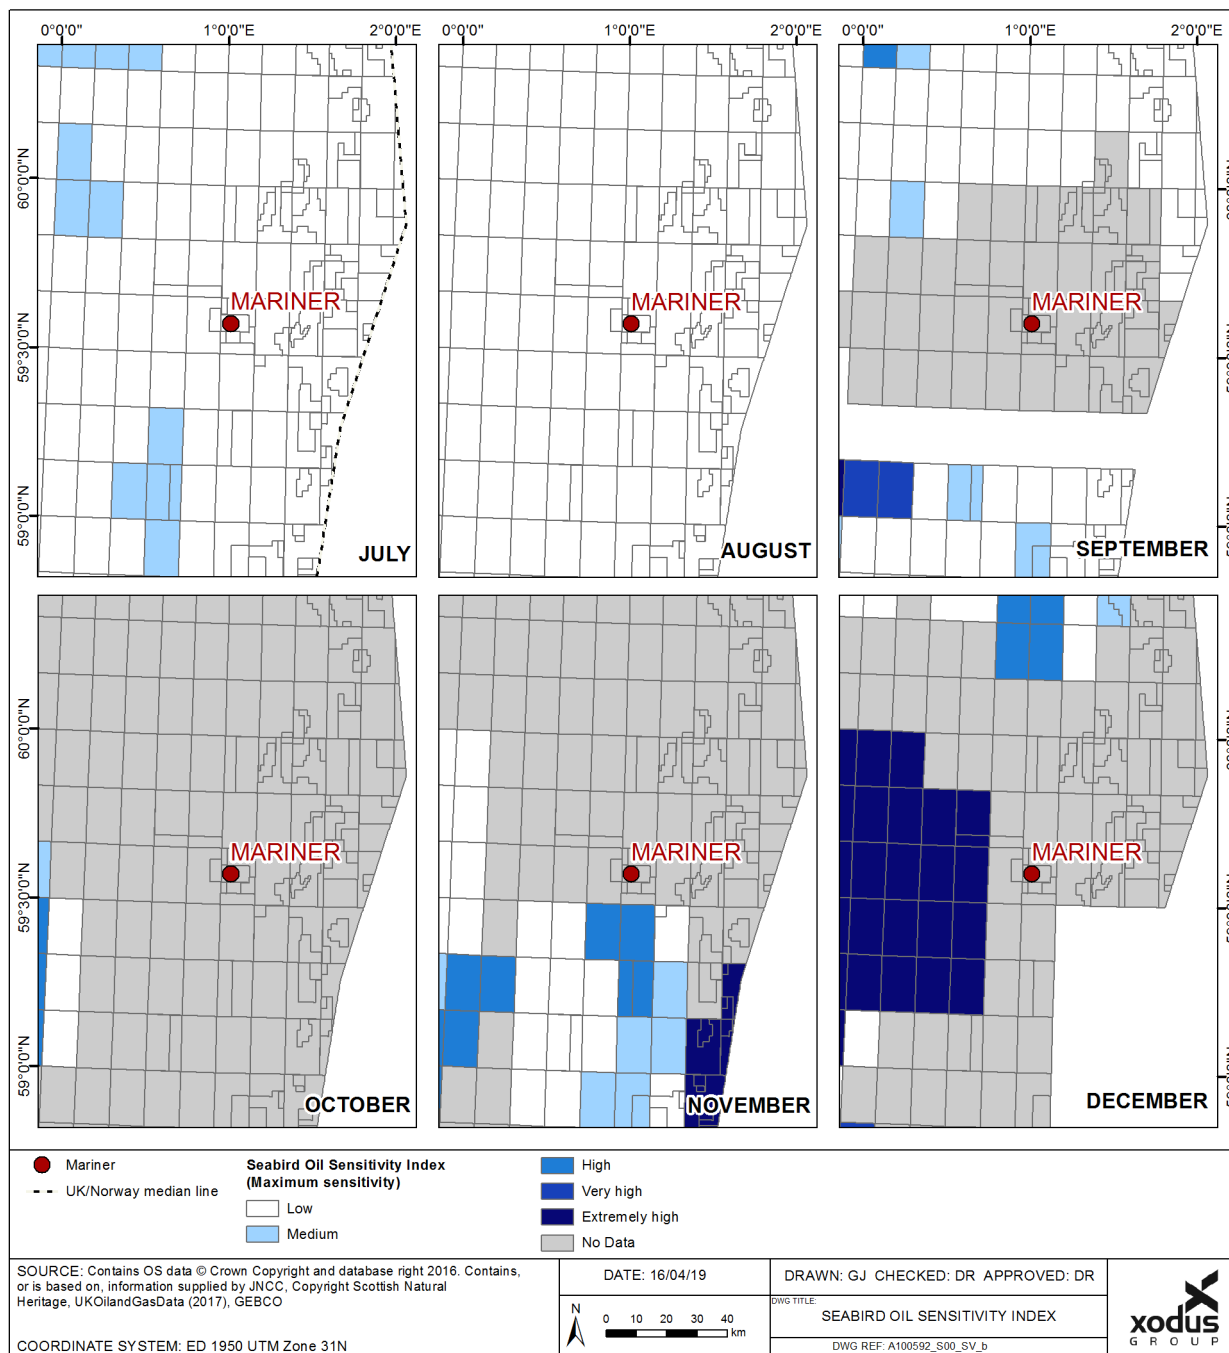 0°0'0"E 1°0'0"E 2°0'0"E 0°0'0"E 1°0'0"E 2°0'0"E 0°0'0"E 1°0'0"E 2°0'0"E
60°0'0"N
59°30'0"N
59°0'0"N
MARINER
JULY
MARINER
AUGUST
MARINER
SEPTEMBER
60°0'0"N
59°30'0"N
59°0'0"N
MARINER
OCTOBER
MARINER
NOVEMBER
MARINER
DECEMBER
Mariner
UK/Norway median line
Seabird Oil Sensitivity Index
(Maximum sensitivity)
Low
Medium
High
Very high
Extremely high
No Data
SOURCE: Contains OS data © Crown Copyright and database right 2016. Contains,
or is based on, information supplied by JNCC, Copyright Scottish Natural
Heritage, UKOilandGasData (2017), GEBCO
COORDINATE SYSTEM: ED 1950 UTM Zone 31N
DATE: 16/04/19
N
0 10 20 30 40
km
DRAWN: GJ CHECKED: DR APPROVED: DR
DWG TITLE:
SEABIRD OIL SENSITIVITY INDEX
DWG REF: A100592_S00_SV_b
xodus
GROUP